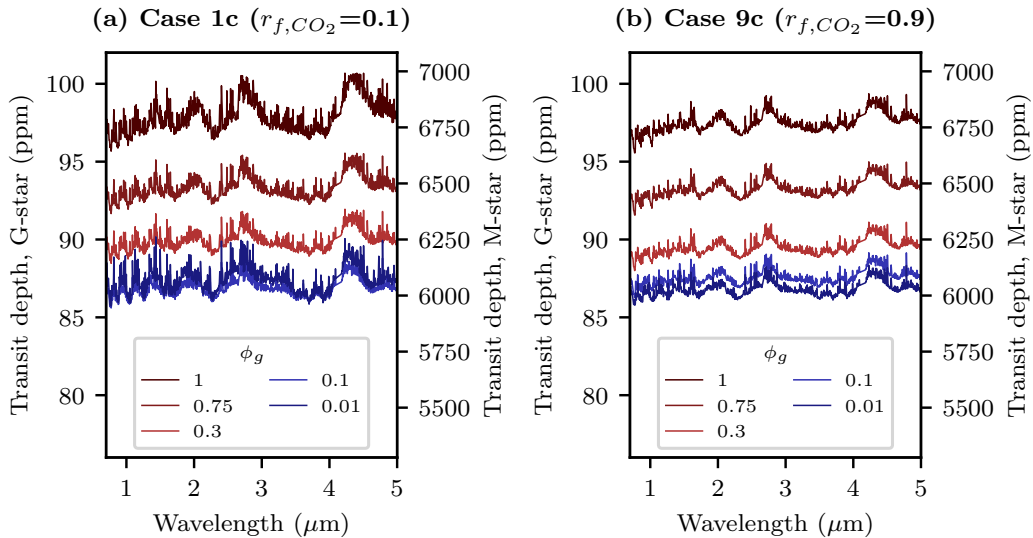 (a) Case 1c (r_{f,CO_2}=0.1)
Transit depth, G-star (ppm)
100
95
90
85
80
7000
6750
6500
6250
6000
5750
5500
Transit depth, M-star (ppm)
ϕ_g
1
0.75
0.3
0.1
0.01
1 2 3 4 5
Wavelength (μm)
(b) Case 9c (r_{f,CO_2}=0.9)
Transit depth, G-star (ppm)
100
95
90
85
80
7000
6750
6500
6250
6000
5750
5500
Transit depth, M-star (ppm)
ϕ_g
1
0.75
0.3
0.1
0.01
1 2 3 4 5
Wavelength (μm)